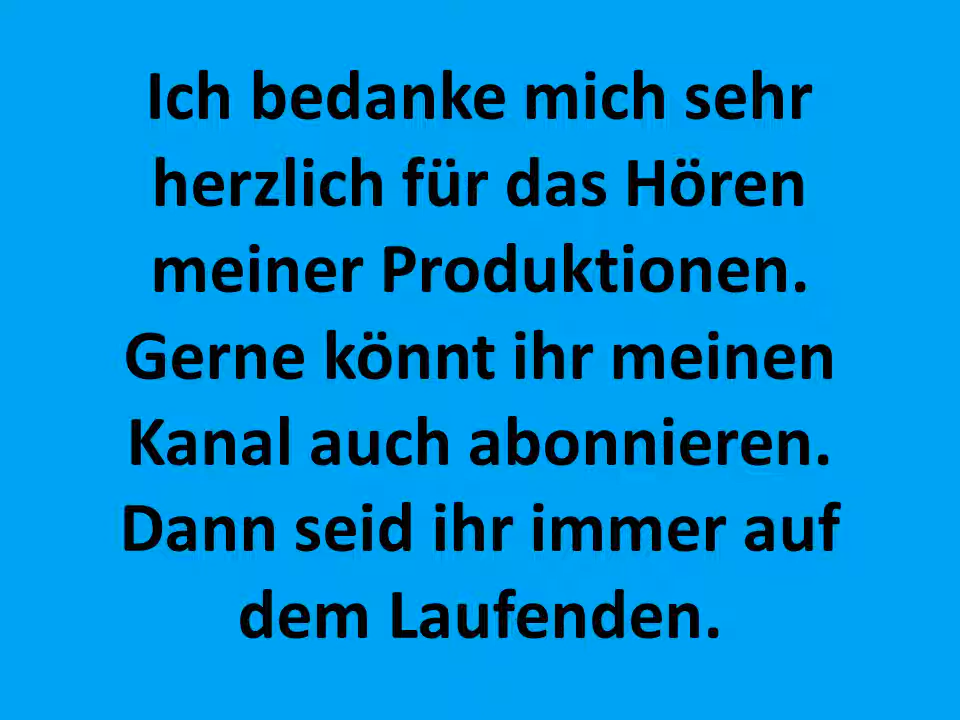 Ich bedanke mich sehr
herzlich für das Hören
meiner Produktionen.
Gerne könnt ihr meinen
Kanal auch abonnieren.
Dann seid ihr immer auf
dem Laufenden.